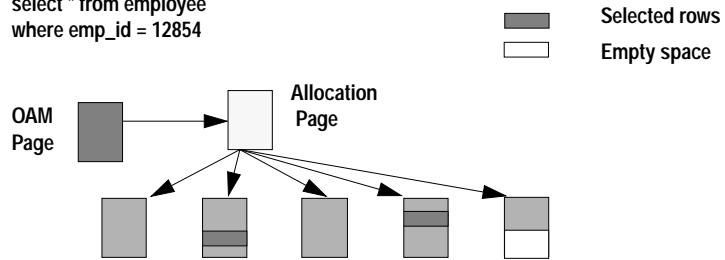 select * from employee
where emp_id = 12854
Selected rows
Empty space
OAM
Page
Allocation
Page